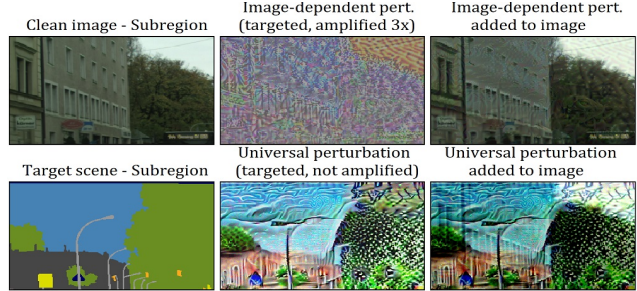 Clean image - Subregion
Image-dependent pert.
(targeted, amplified 3x)
Image-dependent pert.
added to image
Target scene - Subregion
Universal perturbation
(targeted, not amplified)
Universal perturbation
added to image